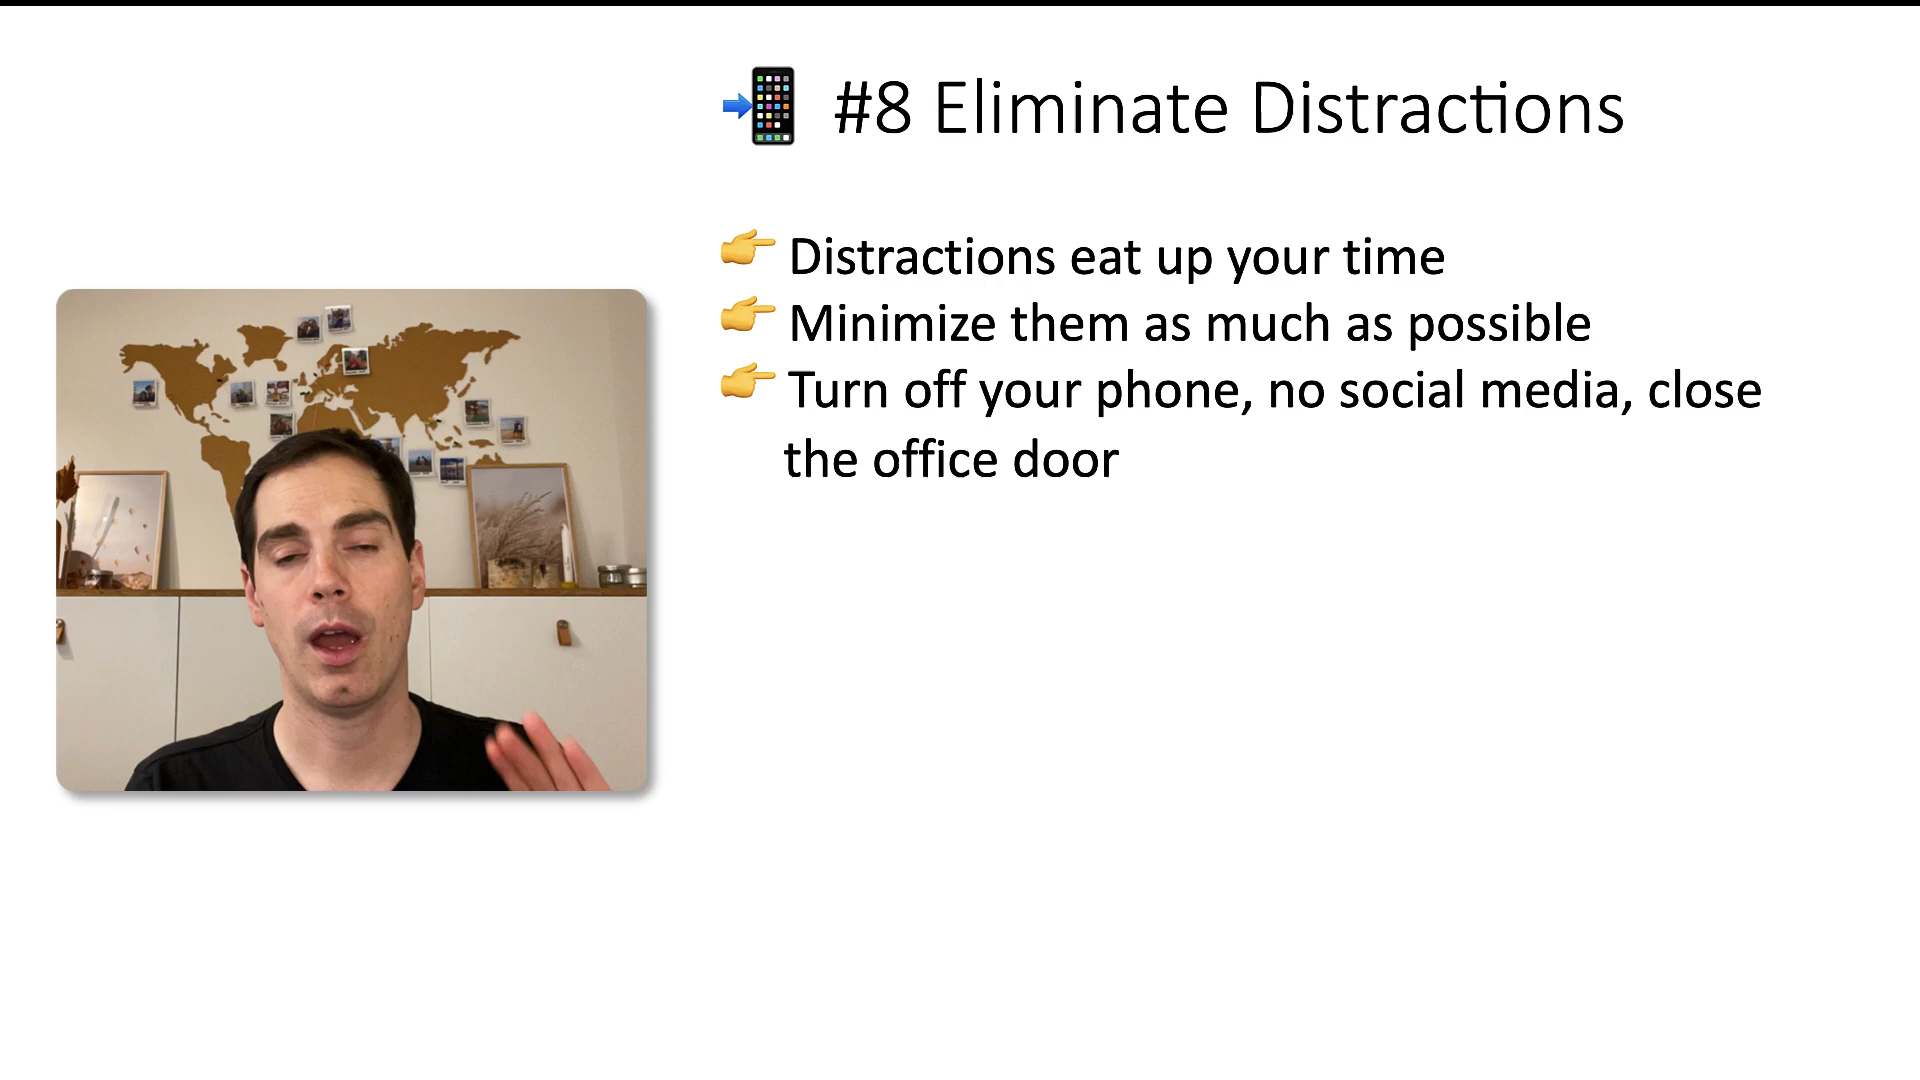 #8 Eliminate Distractions
Distractions eat up your time
Minimize them as much as possible
Turn off your phone, no social media, close
the office door